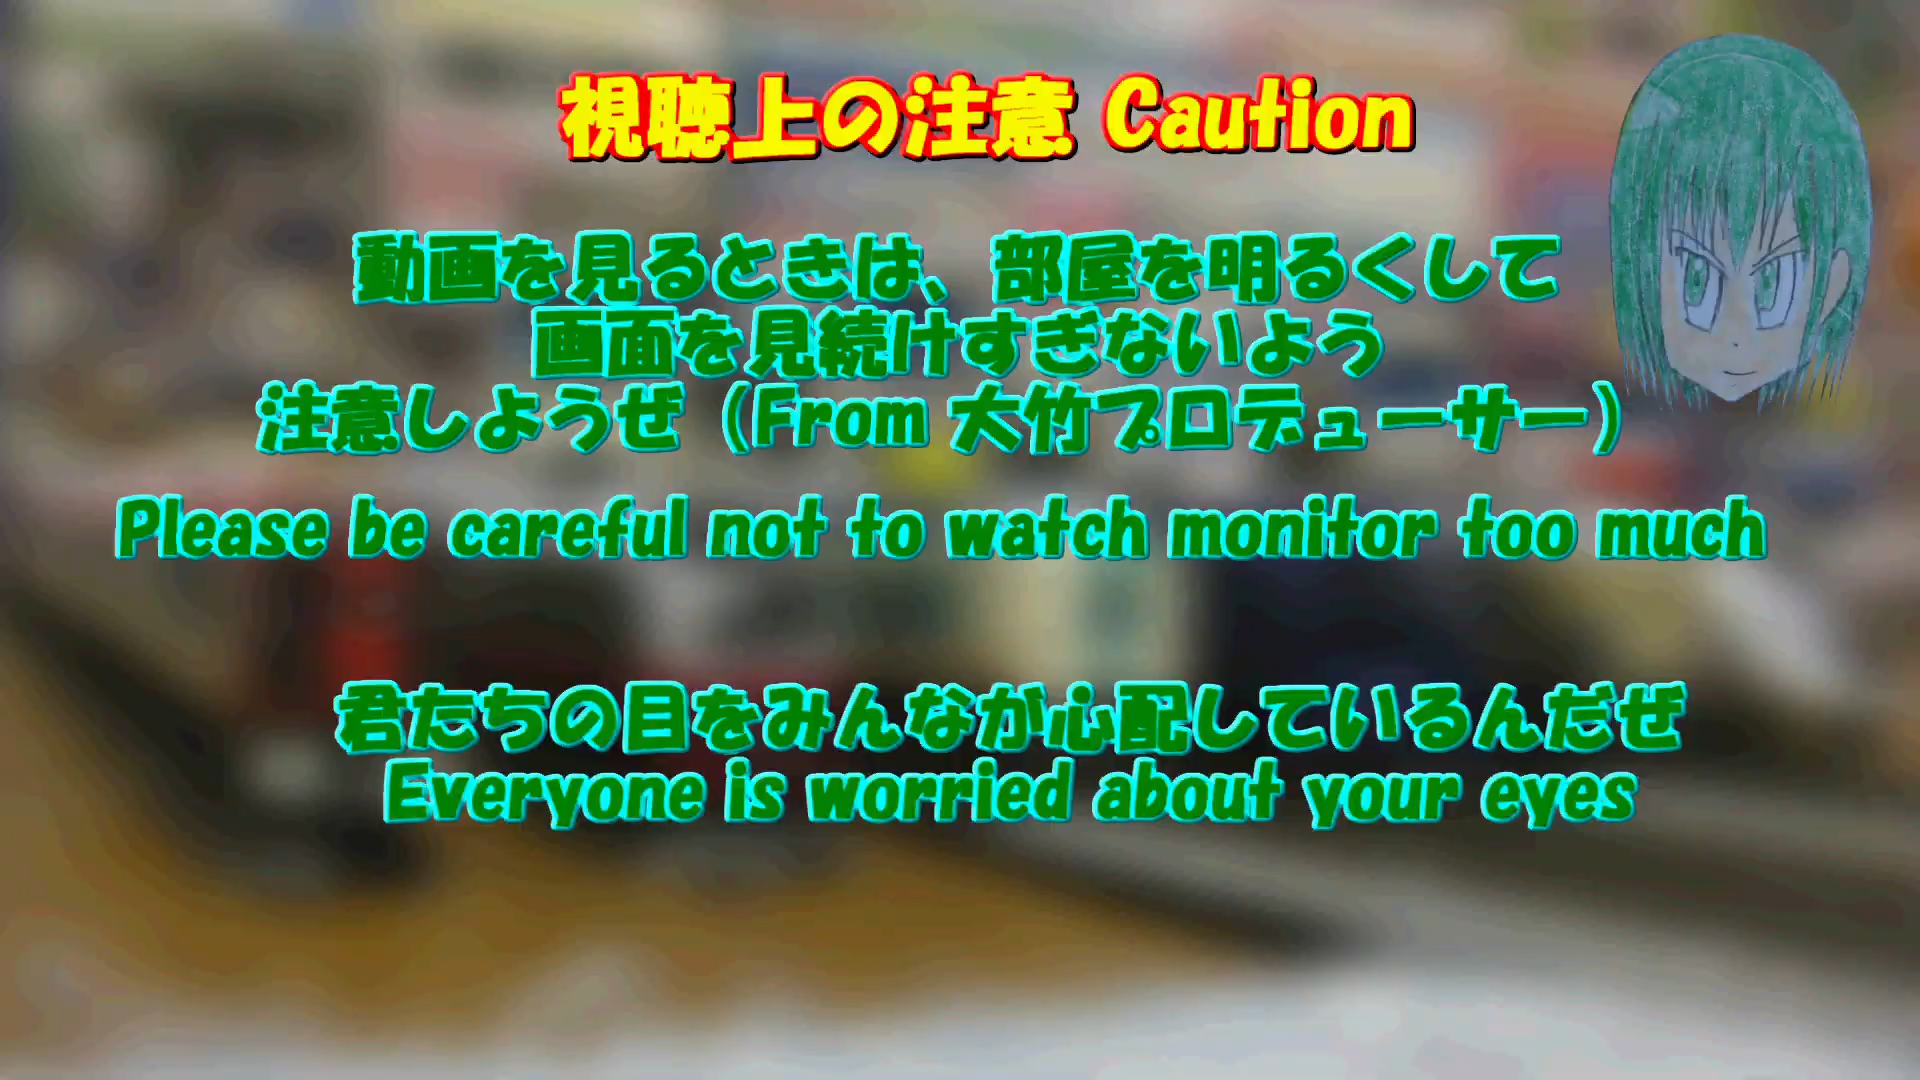 視聴上の注意 Caution
動画を見るときは、部屋を明るくして
画面を見続けすぎないよう
注意しようぜ（From 大竹プロデューサー）
Please be careful not to watch monitor too much
君たちの目をみんなが心配しているんだぜ
Everyone is worried about your eyes